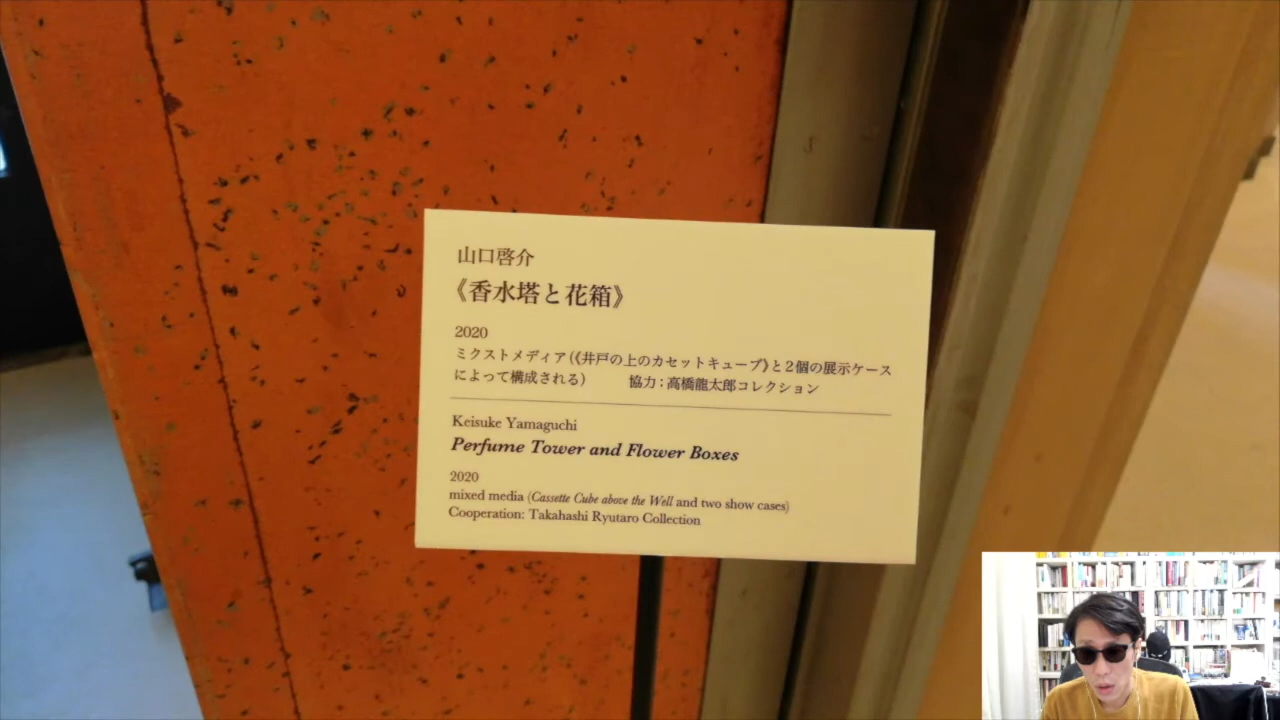 山口啓介
《香水塔と花箱》
2020
ミクストメディア(《井戸の上のカセットキューブ》と2個の展示ケース
によって構成される) 協力;高橋龍太郎コレクション
Keisuke Yamaguchi
Perfume Tower and Flower Boxes
2020
mixed media (Cassette Cube above the Well and two show cases)
Cooperation: Takahashi Ryutaro Collection